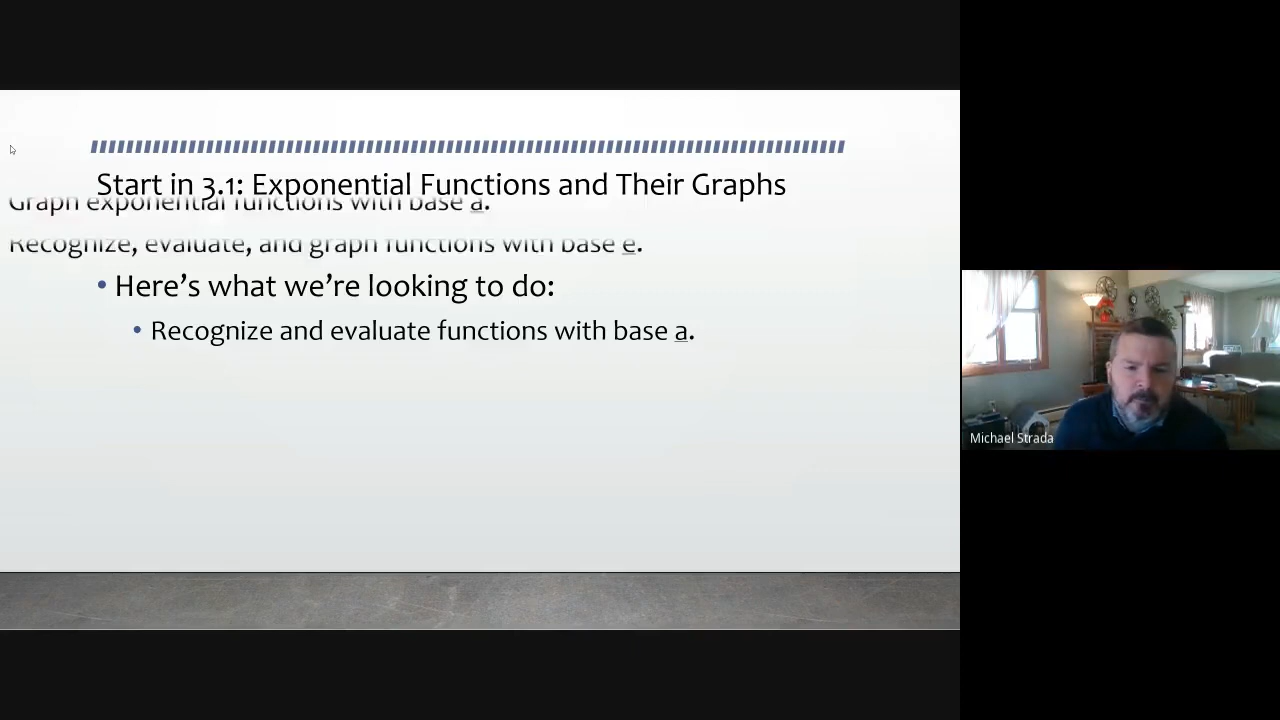 Start in 3.1: Exponential Functions and Their Graphs
Graph exponential functions with base a.
Recognize, evaluate, and graph functions with base e.
• Here’s what we’re looking to do:
• Recognize and evaluate functions with base a.
Michael Strada